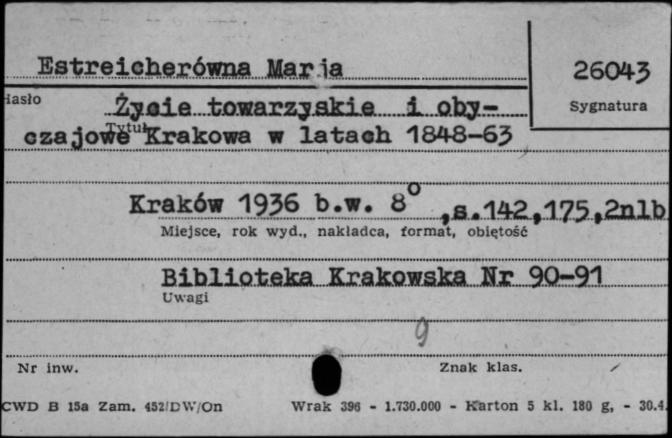 Estreicherówna Marja
26043
Hasło
Sygnatura
Życie towarzyskie i oby-
Tytuł
czajowe Krakowa w latach 1848-63
Kraków 1936 b.w. 8° ,s.142,175,2nlb
Miejsce, rok wyd., nakładca, format, objętość
Biblioteka Krakowska Nr 90-91
Uwagi
9
Nr inw.
Znak klas.
CWD B 15a Zam. 452/DW/On
Wrak 396 - 1.730.000 - Karton 5 kl. 180 g, - 30.4.